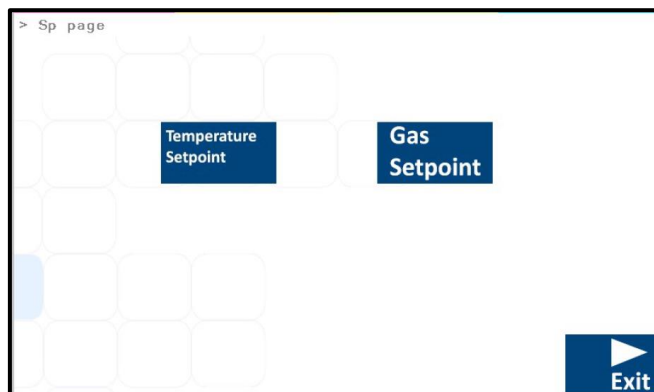 > Sp page
Temperature
Setpoint
Gas
Setpoint
Exit